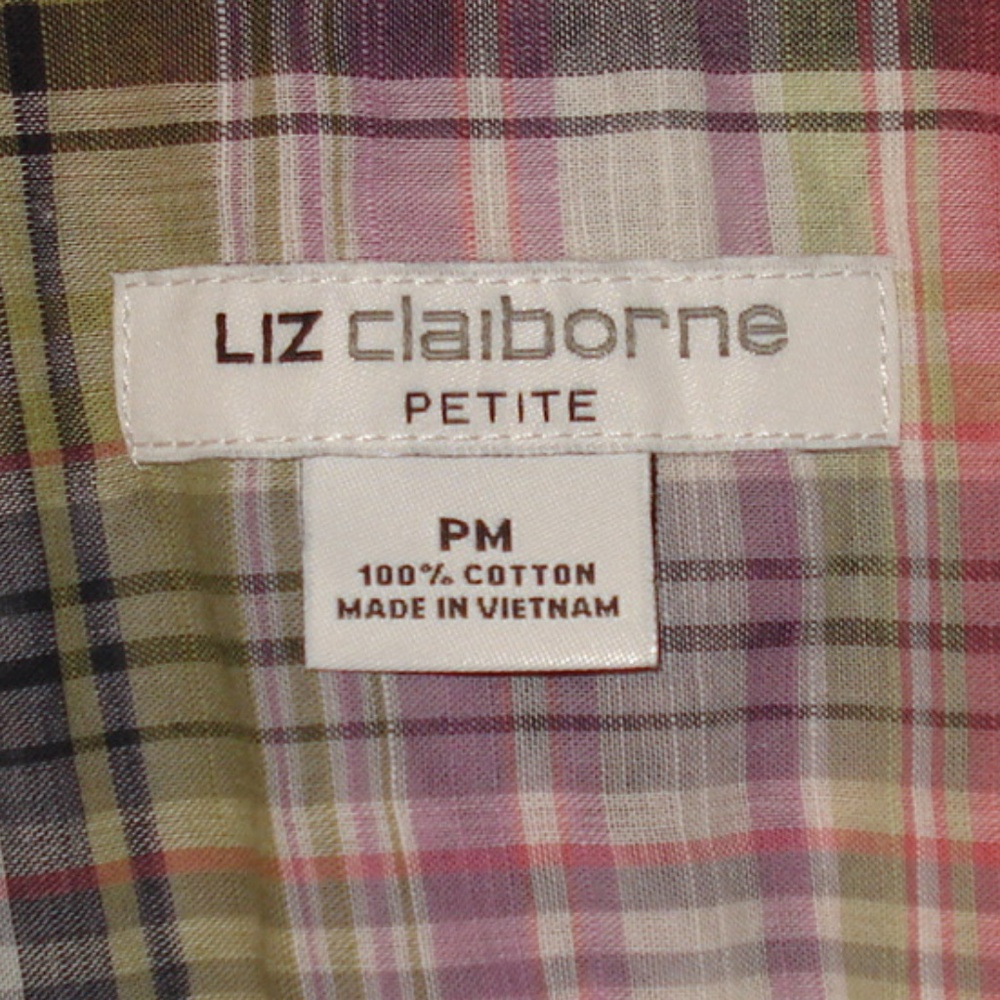 LIZ claiborne
PETITE
PM
100% COTTON
MADE IN VIETNAM